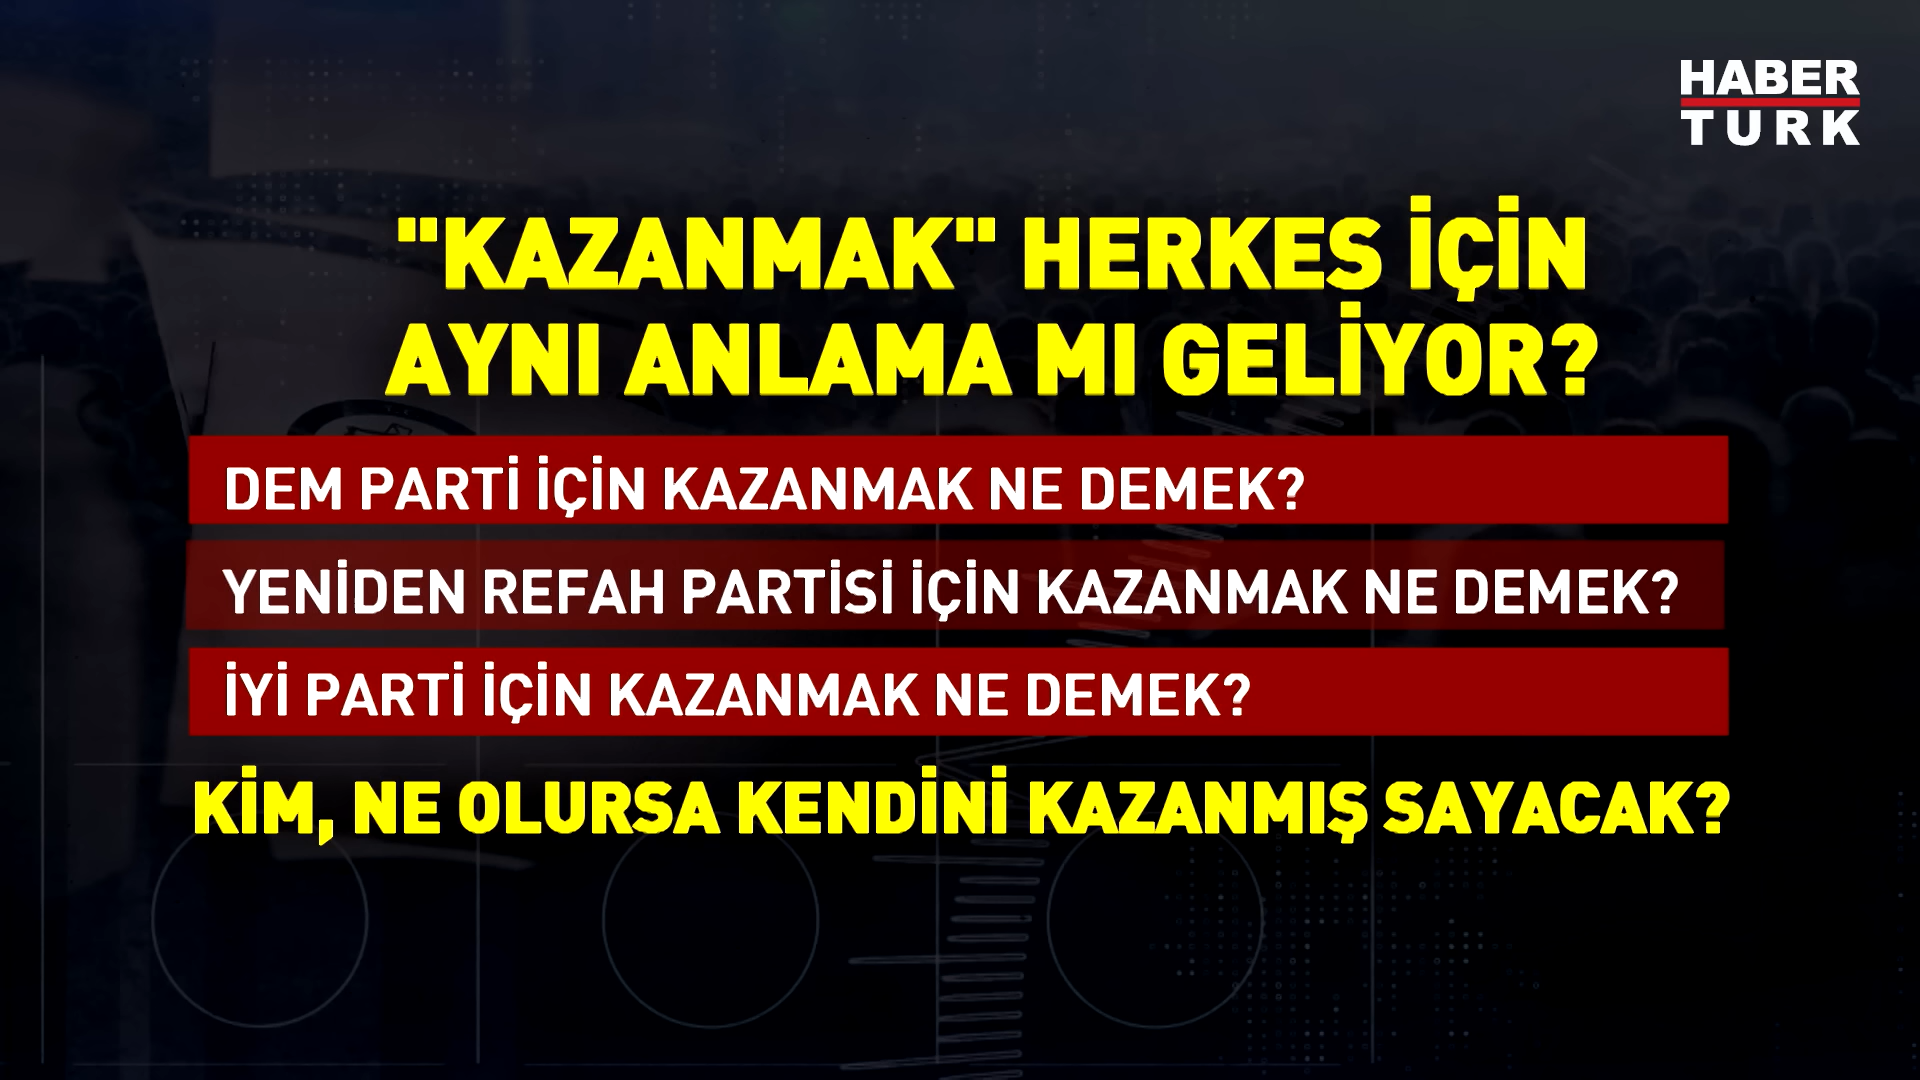 HABER
TURK
"KAZANMAK" HERKES İÇİN
AYNI ANLAMA MI GELİYOR?
DEM PARTİ İÇİN KAZANMAK NE DEMEK?
YENİDEN REFAH PARTİSİ İÇİN KAZANMAK NE DEMEK?
İYİ PARTİ İÇİN KAZANMAK NE DEMEK?
KİM, NE OLURSA KENDİNİ KAZANMIŞ SAYACAK?